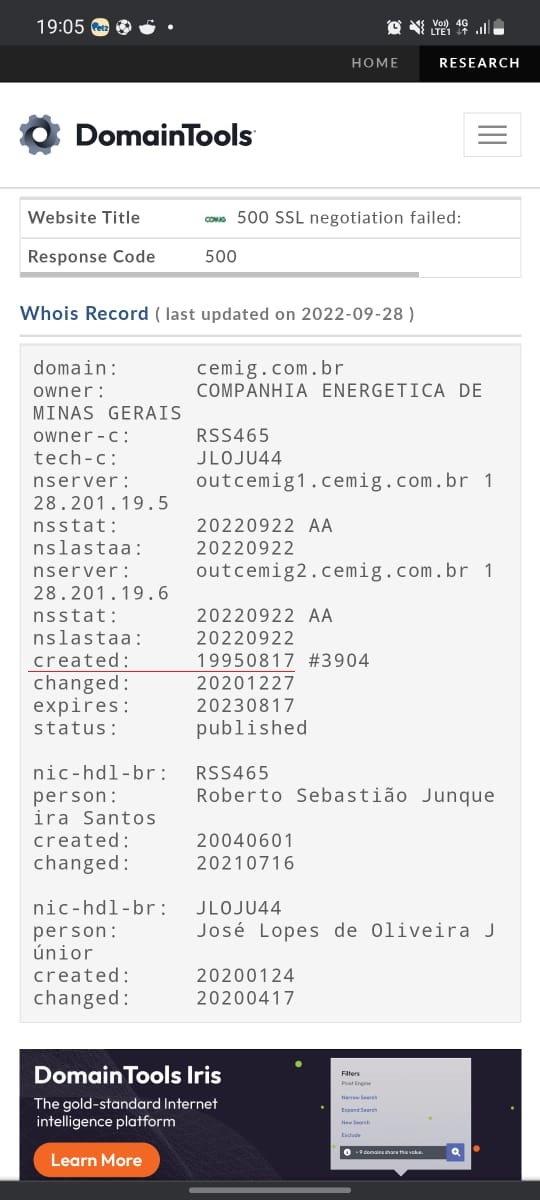 19:05
Vo)) 4G
LTE1
HOME RESEARCH
DomainTools
Website Title CEMIG 500 SSL negotiation failed:
Response Code 500
Whois Record ( last updated on 2022-09-28 )
domain: cemig.com.br
owner: COMPANHIA ENERGETICA DE
MINAS GERAIS
owner-c: RSS465
tech-c: JLOJU44
nserver: outcemig1.cemig.com.br 1
28.201.19.5
nsstat: 20220922 AA
nslastaa: 20220922
nserver: outcemig2.cemig.com.br 1
28.201.19.6
nsstat: 20220922 AA
nslastaa: 20220922
created: 19950817 #3904
changed: 20201227
expires: 20230817
status: published
nic-hdl-br: RSS465
person: Roberto Sebastião Junque
ira Santos
created: 20040601
changed: 20210716
nic-hdl-br: JLOJU44
person: José Lopes de Oliveira J
únior
created: 20200124
changed: 20200417
DomainTools Iris
The gold-standard Internet
intelligence platform
Learn More
Filters
Pivot Engine
Narrow Search
Expand Search
New Search
Exclude
~ 9 domains share this value.